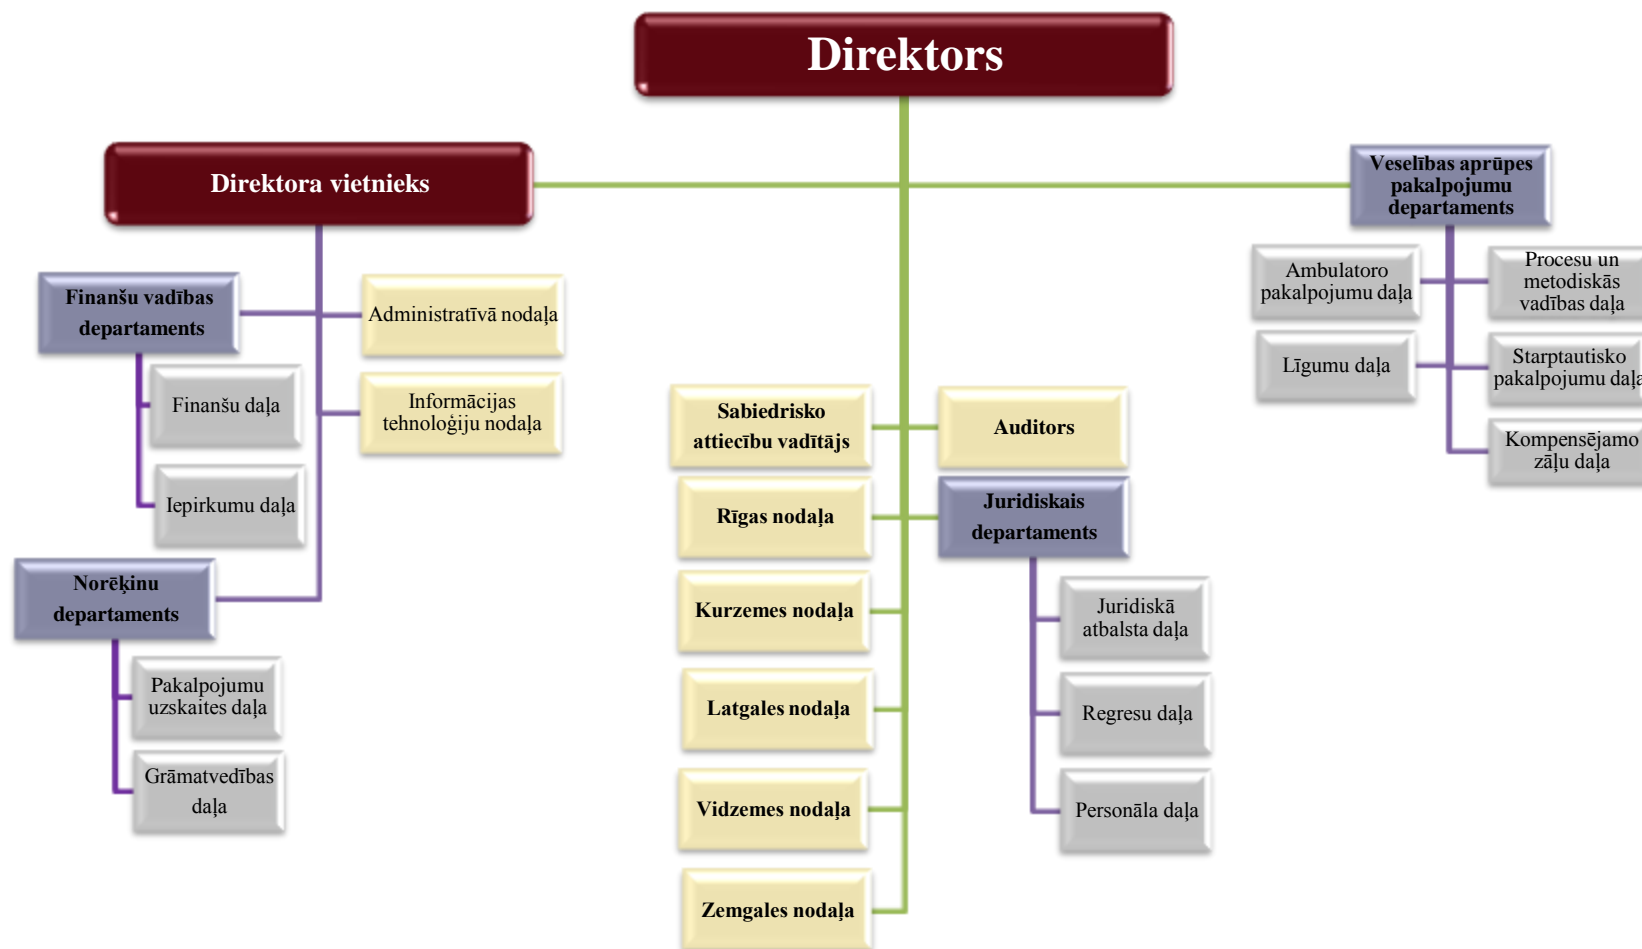 Direktors
Direktora vietnieks
Veselības aprūpes
pakalpojumu
departaments
Finanšu vadības
departaments
Administratīvā nodaļa
Finanšu daļa
Informācijas
tehnoloģiju nodaļa
Iepirkumu daļa
Norēķinu
departaments
Pakalpojumu
uzskaites daļa
Grāmatvedības
daļa
Sabiedrisko
attiecību vadītājs
Auditors
Rīgas nodaļa
Juridiskais
departaments
Kurzemes nodaļa
Juridiskā
atbalsta daļa
Latgales nodaļa
Regresu daļa
Vidzemes nodaļa
Personāla daļa
Zemgales nodaļa
Ambulatoro
pakalpojumu daļa
Procesu un
metodiskās
vadības daļa
Līgumu daļa
Starptautisko
pakalpojumu daļa
Kompensējamo
zāļu daļa